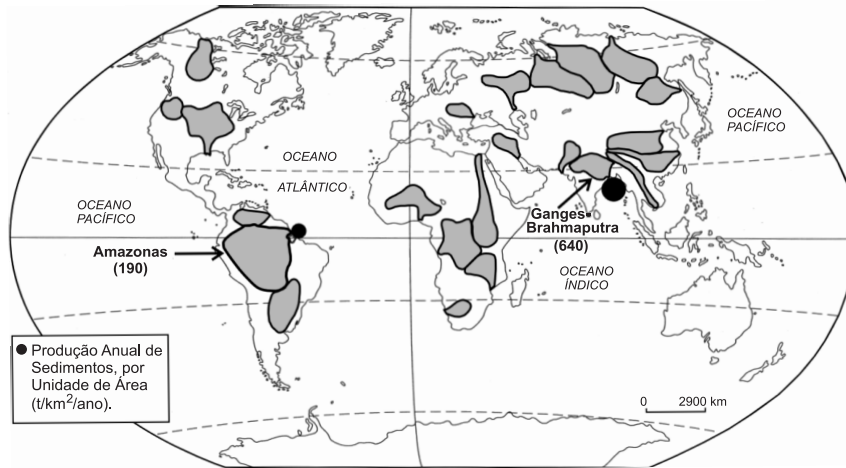 OCEANO
PACÍFICO
OCEANO
ATLÂNTICO
OCEANO
PACÍFICO
Ganges-
Brahmaputra
(640)
Amazonas
(190)
OCEANO
ÍNDICO
● Produção Anual de
Sedimentos, por
Unidade de Área
(t/km²/ano).
0 2900 km